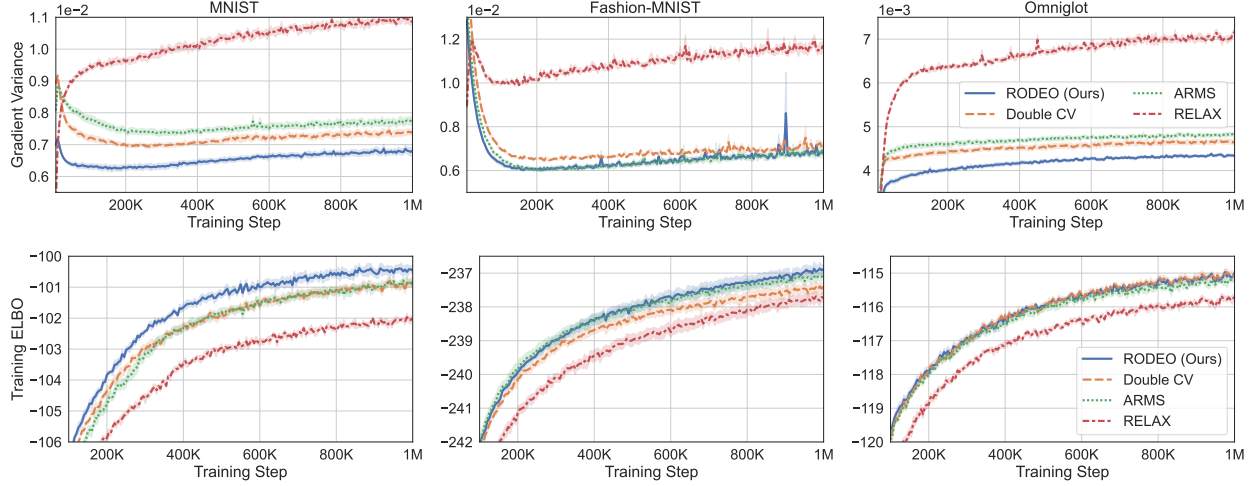 MNIST
Fashion-MNIST
Omniglot
1e−2
1.1
1.0
0.9
0.8
0.7
0.6
Gradient Variance
200K 400K 600K 800K 1M
Training Step
1e−2
1.2
1.0
0.8
0.6
200K 400K 600K 800K 1M
Training Step
1e−3
7
6
5
4
RODEO (Ours)
Double CV
ARMS
RELAX
200K 400K 600K 800K 1M
Training Step
−100
−101
−102
−103
−104
−105
−106
Training ELBO
200K 400K 600K 800K 1M
Training Step
−237
−238
−239
−240
−241
−242
200K 400K 600K 800K 1M
Training Step
−115
−116
−117
−118
−119
−120
RODEO (Ours)
Double CV
ARMS
RELAX
200K 400K 600K 800K 1M
Training Step